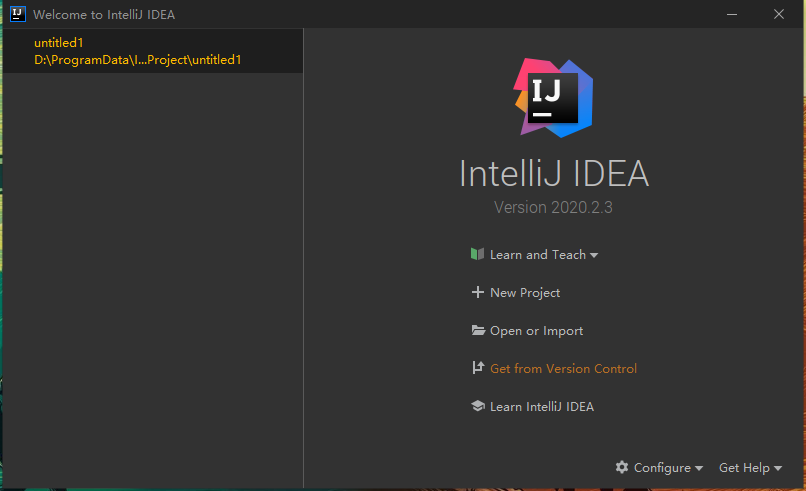 Welcome to IntelliJ IDEA
untitled1
D:\ProgramData\I...Project\untitled1
IJ
IntelliJ IDEA
Version 2020.2.3
Learn and Teach
New Project
Open or Import
Get from Version Control
Learn IntelliJ IDEA
Configure
Get Help